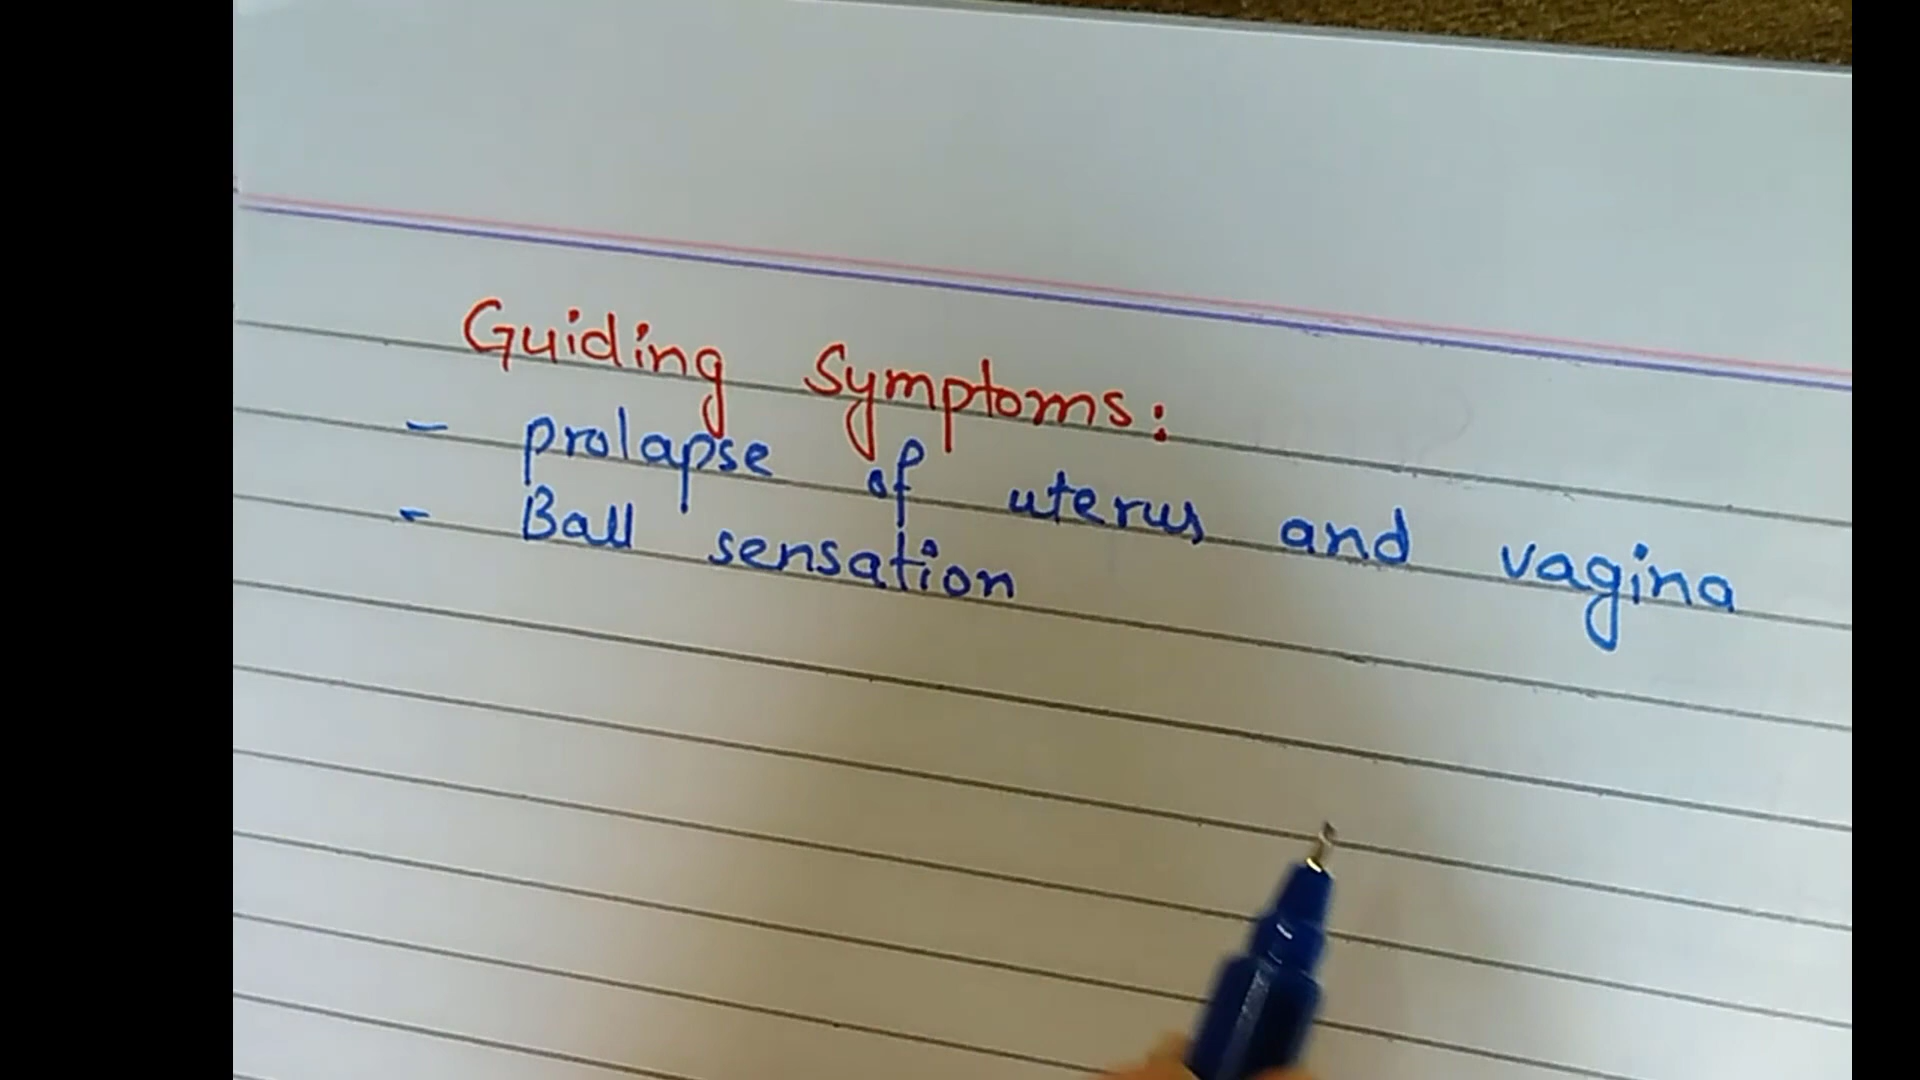 Guiding Symptoms:
- prolapse of uterus and vagina
- Ball sensation